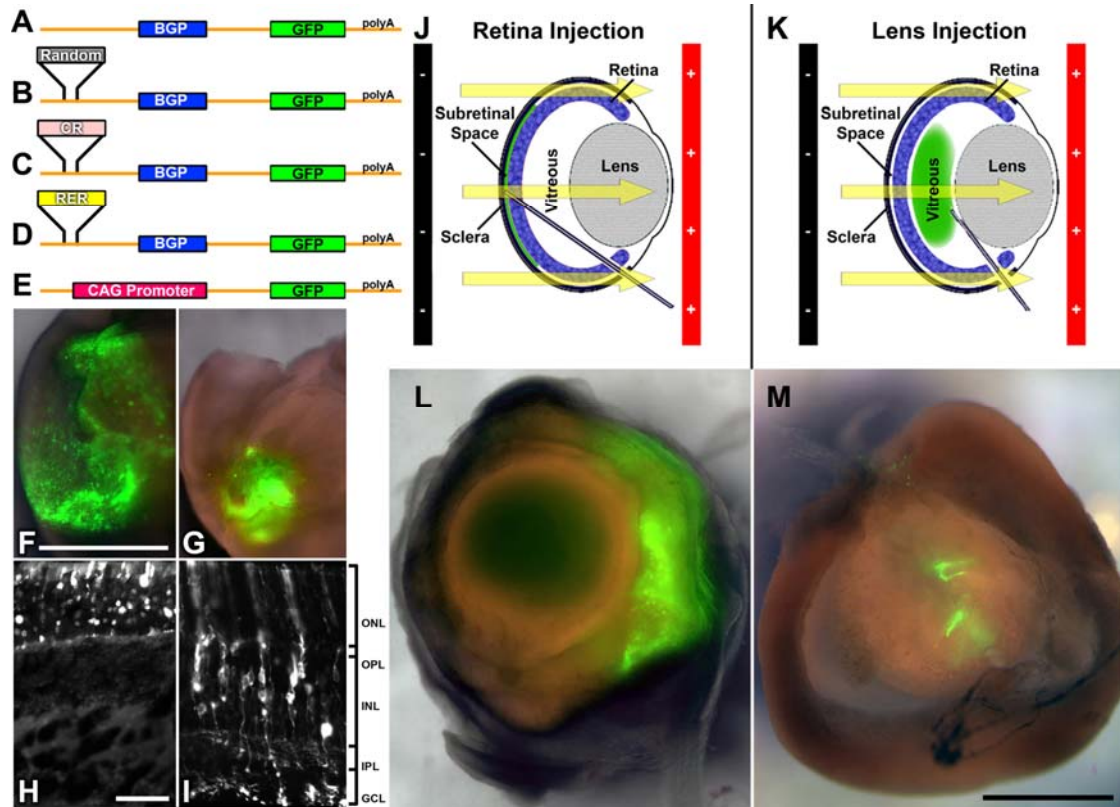 A BGP GFP polyA
Random
B BGP GFP polyA
CR
C BGP GFP polyA
RER
D BGP GFP polyA
E CAG Promoter GFP polyA
F
G
H
I
ONL
OPL
INL
IPL
GCL
J
Retina Injection
- +
Retina
Subretinal
Space
- +
Vitreous
Lens
- +
Sclera
- +
K
Lens Injection
- +
Retina
Subretinal
Space
- +
Vitreous
Lens
- +
Sclera
- +
L
M